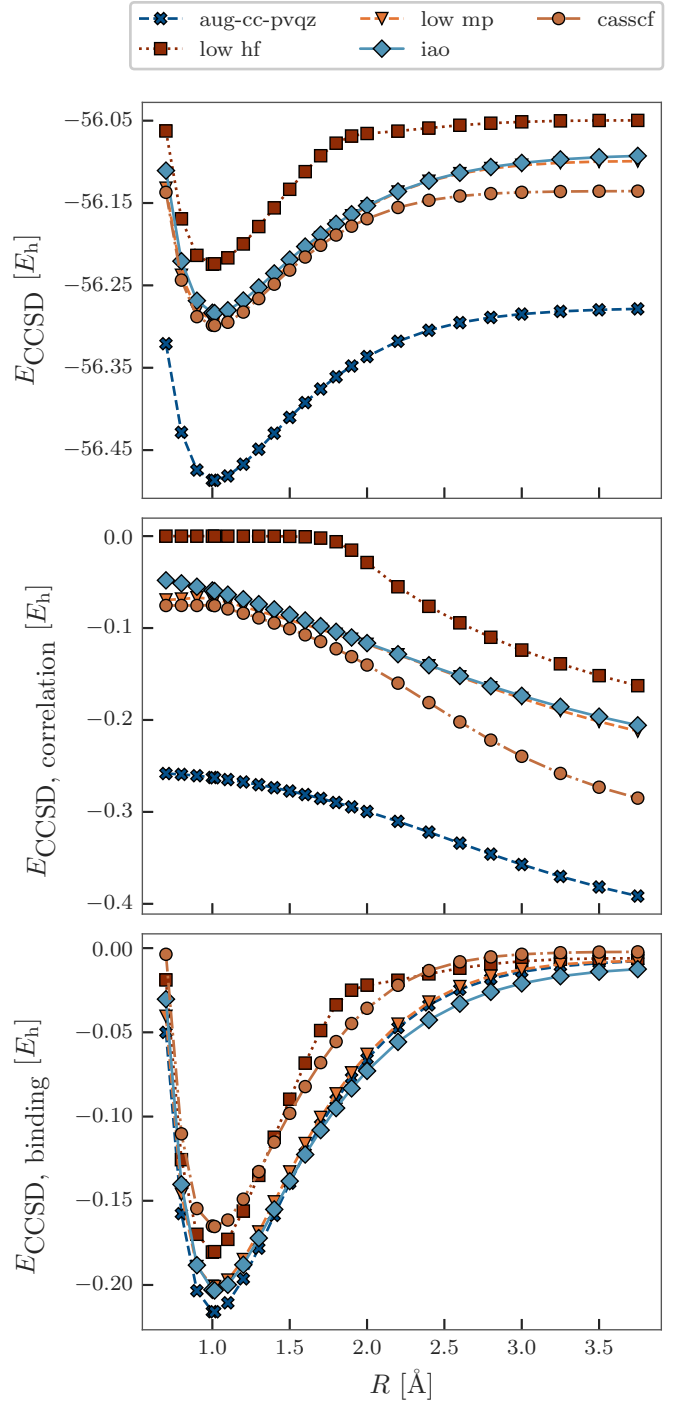 aug-cc-pvqz low mp casscf
low hf iao
−56.05
−56.15
−56.25
−56.35
−56.45
E_CCSD [E_h]
0.0
−0.1
−0.2
−0.3
−0.4
E_CCSD, correlation [E_h]
0.00
−0.05
−0.10
−0.15
−0.20
E_CCSD, binding [E_h]
1.0 1.5 2.0 2.5 3.0 3.5
R [Å]